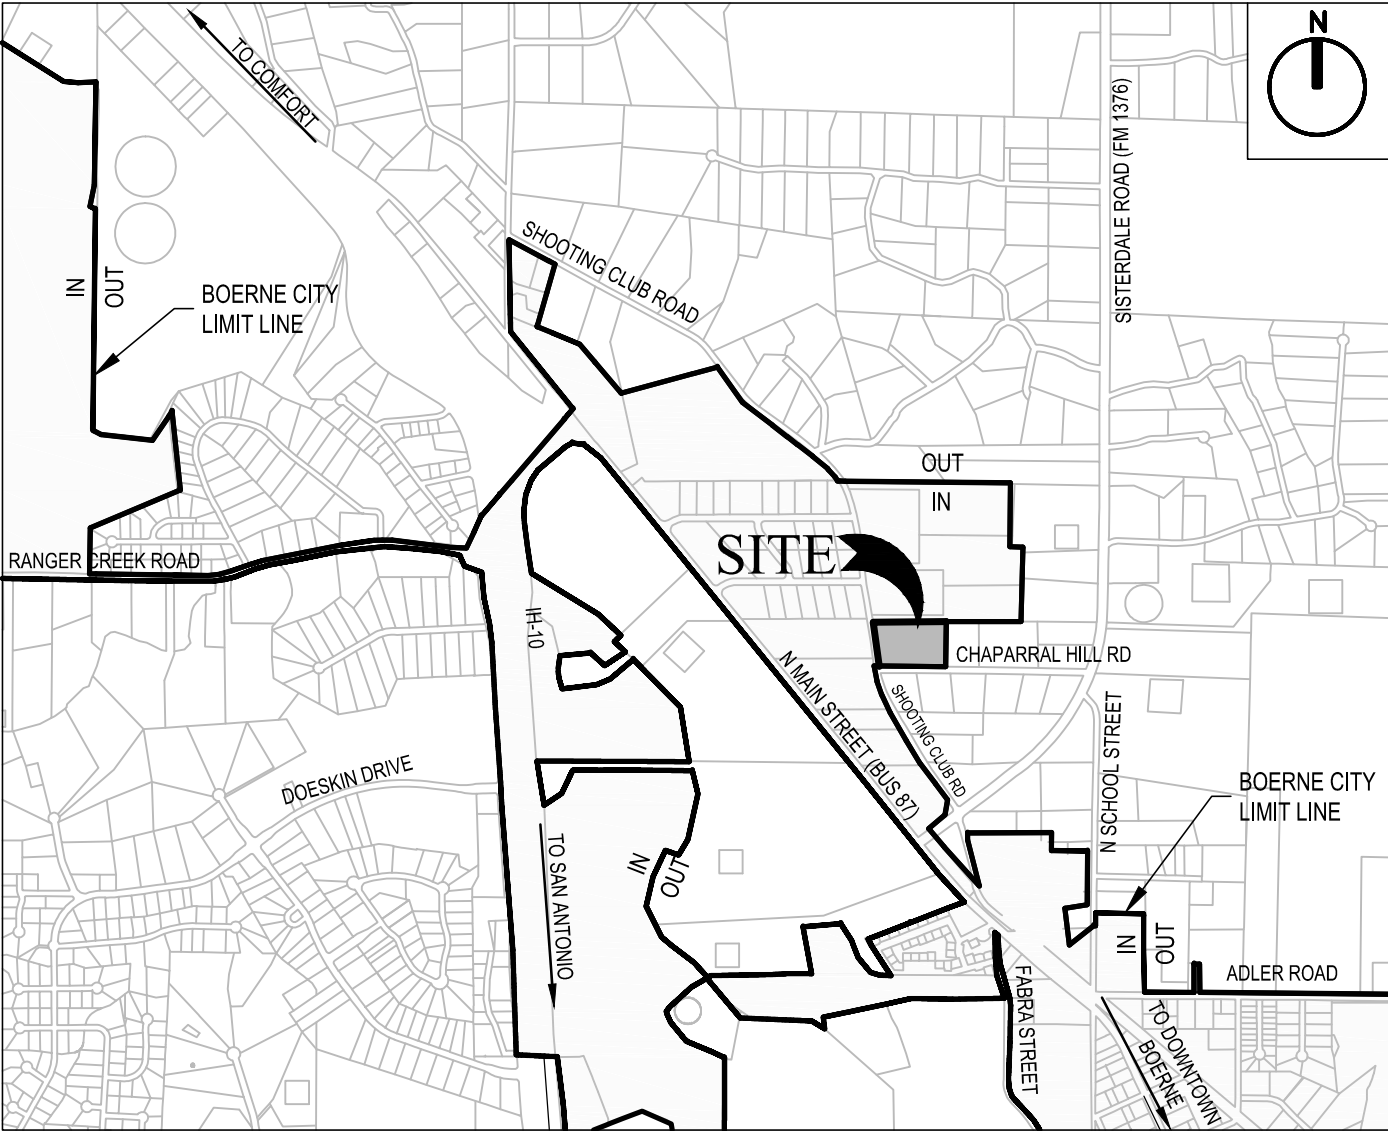 N
TO COMFORT
SISTERDALE ROAD (FM 1376)
SHOOTING CLUB ROAD
IN
OUT
BOERNE CITY
LIMIT LINE
OUT
IN
SITE
RANGER CREEK ROAD
IH-10
CHAPARRAL HILL RD
N MAIN STREET (BUS 87)
SHOOTING CLUB RD
N SCHOOL STREET
DOESKIN DRIVE
BOERNE CITY
LIMIT LINE
TO SAN ANTONIO
IN
OUT
IN
OUT
ADLER ROAD
FABRA STREET
TO DOWNTOWN
BOERNE